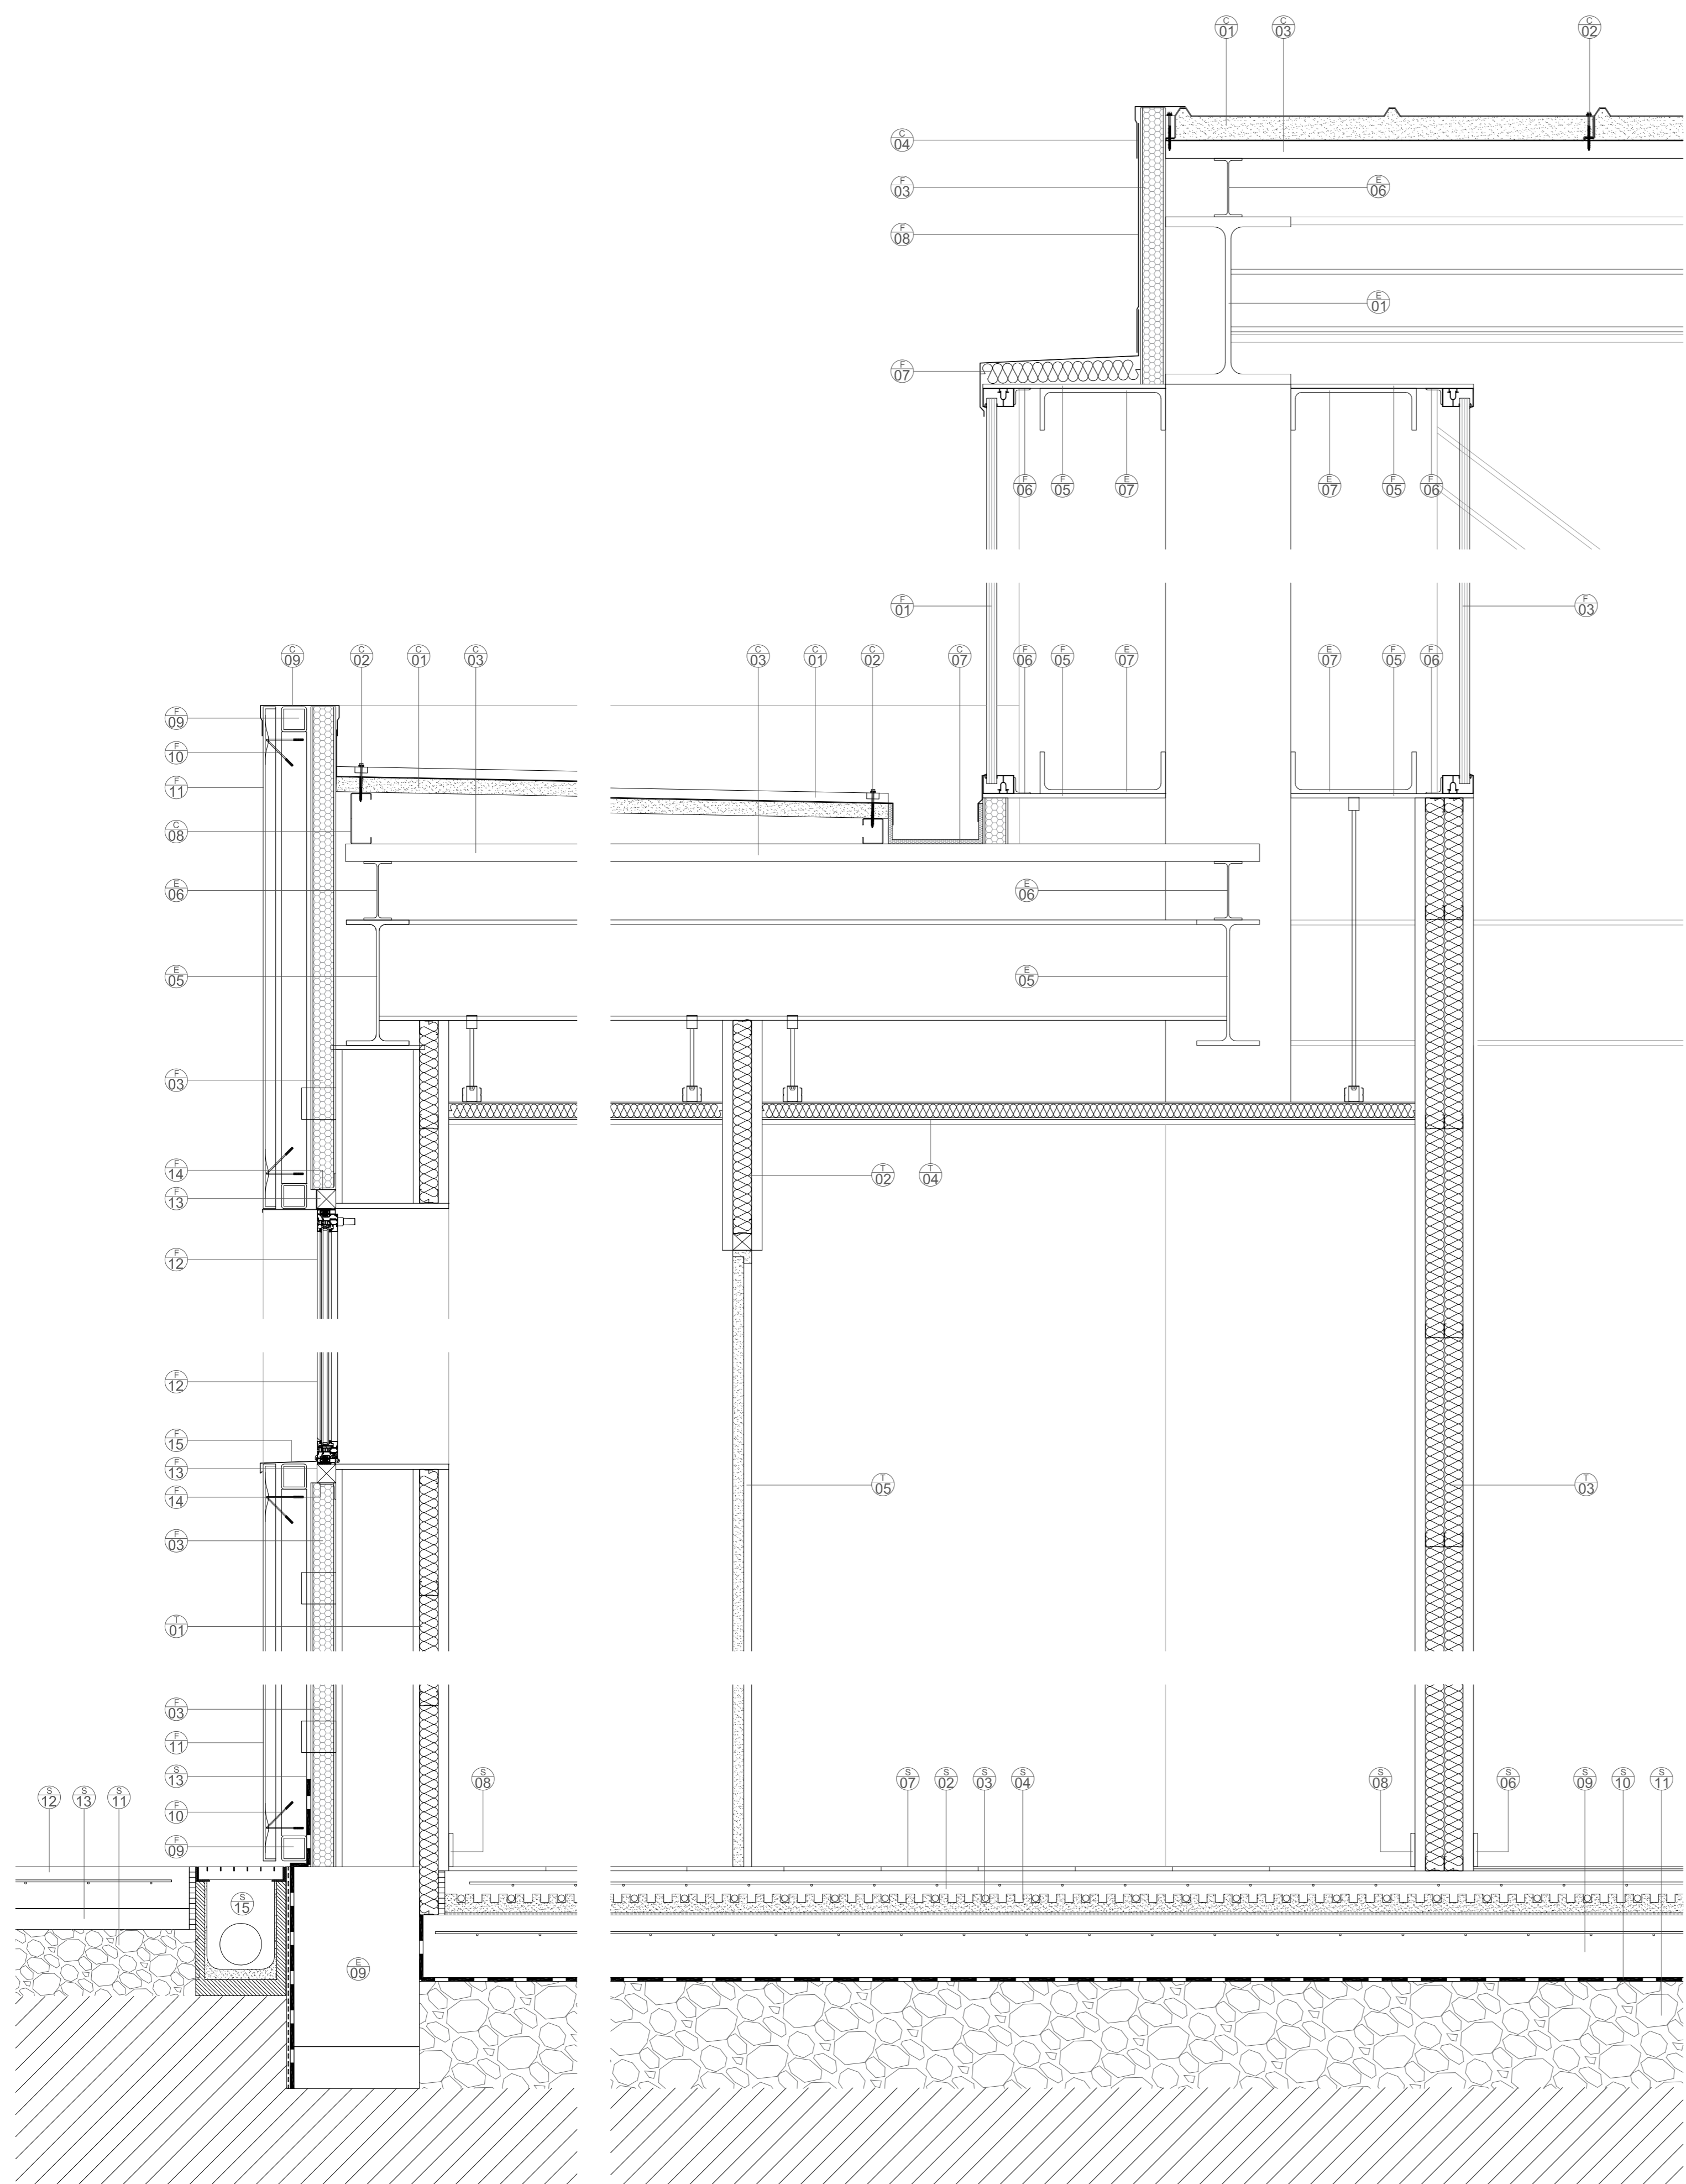 C 01
C 03
C 02
C 04
F 03
E 06
F 08
E 01
F 07
F 06
F 05
E 07
E 07
F 05
F 06
F 01
F 03
C 09
C 02
C 01
C 03
C 03
C 01
C 02
C 07
F 06
F 05
E 07
E 07
F 05
F 06
F 09
F 10
F 11
C 08
E 06
E 06
E 05
E 05
F 03
F 14
T 02
T 04
F 13
F 12
F 12
F 15
F 13
F 14
T 05
T 03
F 03
T 01
F 03
F 11
S 13
S 08
S 07
S 02
S 03
S 04
S 08
S 06
S 09
S 10
S 11
S 12
S 13
S 11
F 10
F 09
S 15
E 09